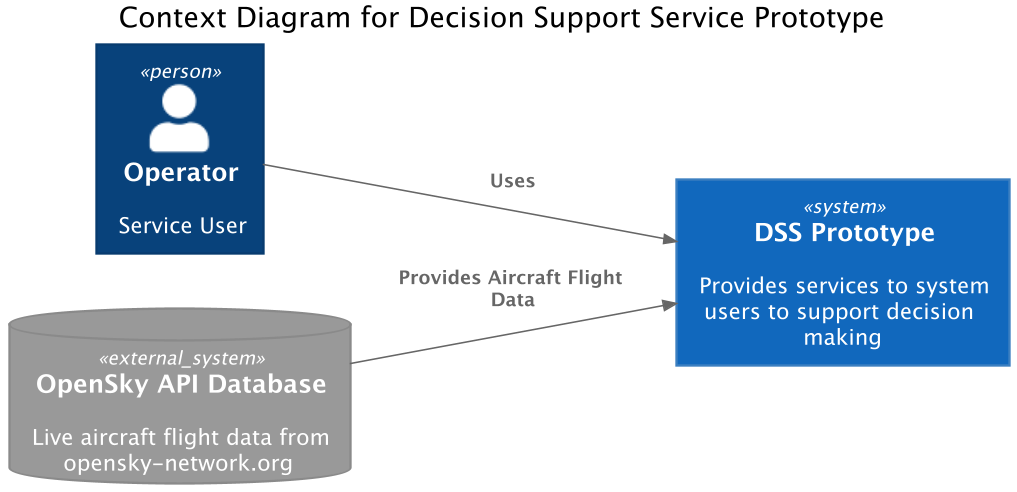 Context Diagram for Decision Support Service Prototype
«person»
Operator
Service User
Uses
Provides Aircraft Flight
Data
«system»
DSS Prototype
Provides services to system
users to support decision
making
«external_system»
OpenSky API Database
Live aircraft flight data from
opensky-network.org